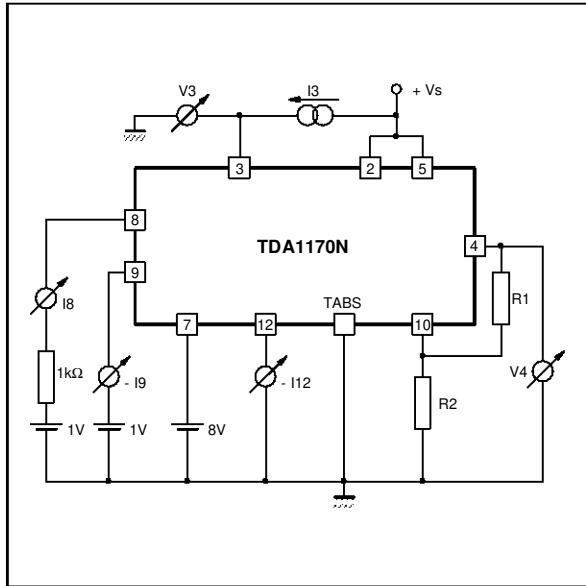 V3
I3
+ Vs
3
2
5
8
TDA1170N
4
9
I8
TABS
R1
7
12
10
1kΩ
- I9
- I12
R2
V4
1V
1V
8V